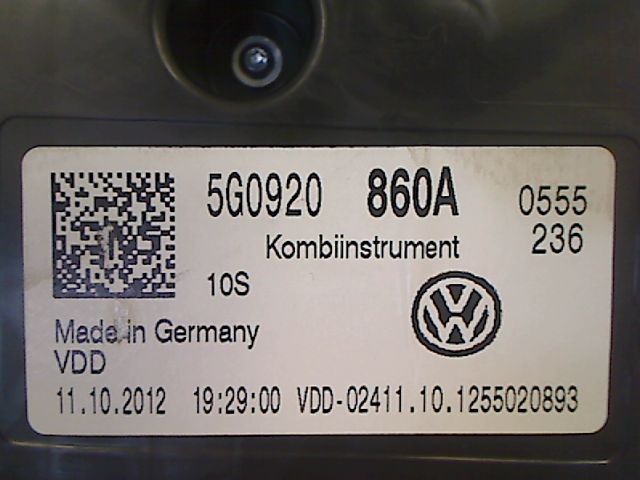 5G0920 860A 0555
Kombiinstrument 236
10S
Made in Germany
VDD
11.10.2012 19:29:00 VDD-02411.10.1255020893